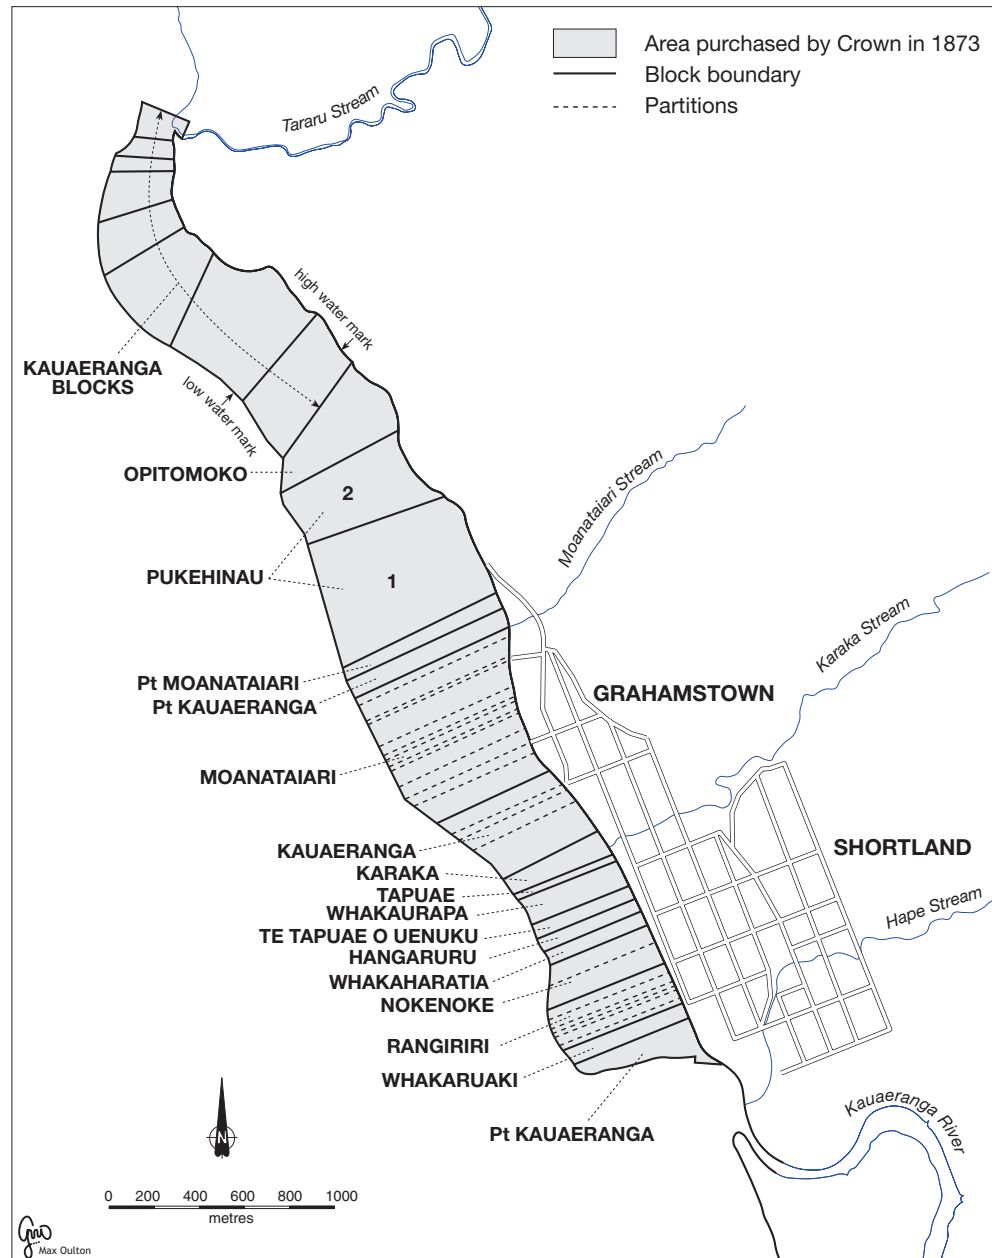 Area purchased by Crown in 1873
Block boundary
Partitions
Tararu Stream
high water mark
KAUAERANGA
BLOCKS
low water mark
OPITOMOKO
2
Moanataiari Stream
PUKEHINAU
1
Karaka Stream
Pt MOANATAIARI
GRAHAMSTOWN
Pt KAUAERANGA
MOANATAIARI
KAUAERANGA
SHORTLAND
KARAKA
TAPUAE
WHAKAURAPA
Hape Stream
TE TAPUAE O UENUKU
HANGARURU
WHAKAHARATIA
NOKENOKE
RANGIRIRI
WHAKARUAKI
Kauaeranga River
Pt KAUAERANGA
N
0 200 400 600 800 1000
metres
Max Oulton